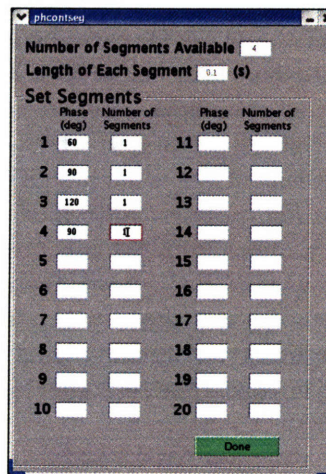 phcontseg
Number of Segments Available 4
Length of Each Segment 0.1 (s)
Set Segments
Phase (deg) Number of Segments Phase (deg) Number of Segments
1 60 1 11
2 90 1 12
3 120 1 13
4 90 1 14
5 15
6 16
7 17
8 18
9 19
10 20
Done